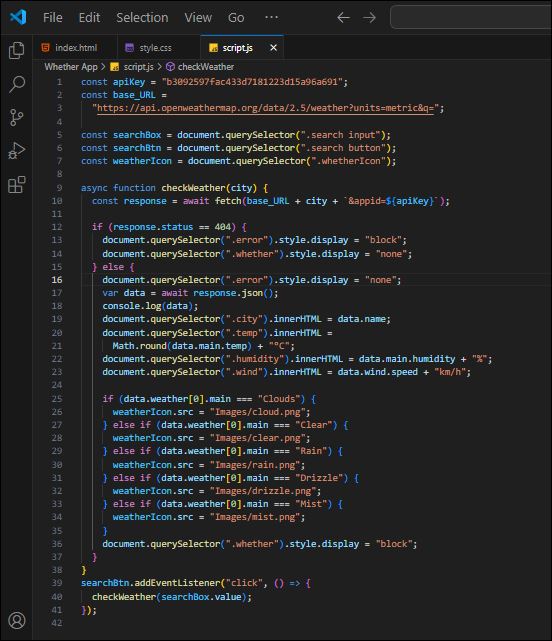 File Edit Selection View Go ···
index.html style.css script.js
Whether App > script.js > checkWeather
1 const apiKey = "b3092597fac433d7181223d15a96a691";
2 const base_URL =
3 "https://api.openweathermap.org/data/2.5/weather?units=metric&q=";
4
5 const searchBox = document.querySelector(".search input");
6 const searchBtn = document.querySelector(".search button");
7 const weatherIcon = document.querySelector(".whetherIcon");
8
9 async function checkWeather(city) {
10 const response = await fetch(base_URL + city + `&appid=${apiKey}`);
11
12 if (response.status == 404) {
13 document.querySelector(".error").style.display = "block";
14 document.querySelector(".whether").style.display = "none";
15 } else {
16 document.querySelector(".error").style.display = "none";
17 var data = await response.json();
18 console.log(data);
19 document.querySelector(".city").innerHTML = data.name;
20 document.querySelector(".temp").innerHTML =
21 Math.round(data.main.temp) + "°C";
22 document.querySelector(".humidity").innerHTML = data.main.humidity + "%";
23 document.querySelector(".wind").innerHTML = data.wind.speed + "km/h";
24
25 if (data.weather[0].main === "Clouds") {
26 weatherIcon.src = "Images/cloud.png";
27 } else if (data.weather[0].main === "Clear") {
28 weatherIcon.src = "Images/clear.png";
29 } else if (data.weather[0].main === "Rain") {
30 weatherIcon.src = "Images/rain.png";
31 } else if (data.weather[0].main === "Drizzle") {
32 weatherIcon.src = "Images/drizzle.png";
33 } else if (data.weather[0].main === "Mist") {
34 weatherIcon.src = "Images/mist.png";
35 }
36 document.querySelector(".whether").style.display = "block";
37 }
38 }
39 searchBtn.addEventListener("click", () => {
40 checkWeather(searchBox.value);
41 });
42